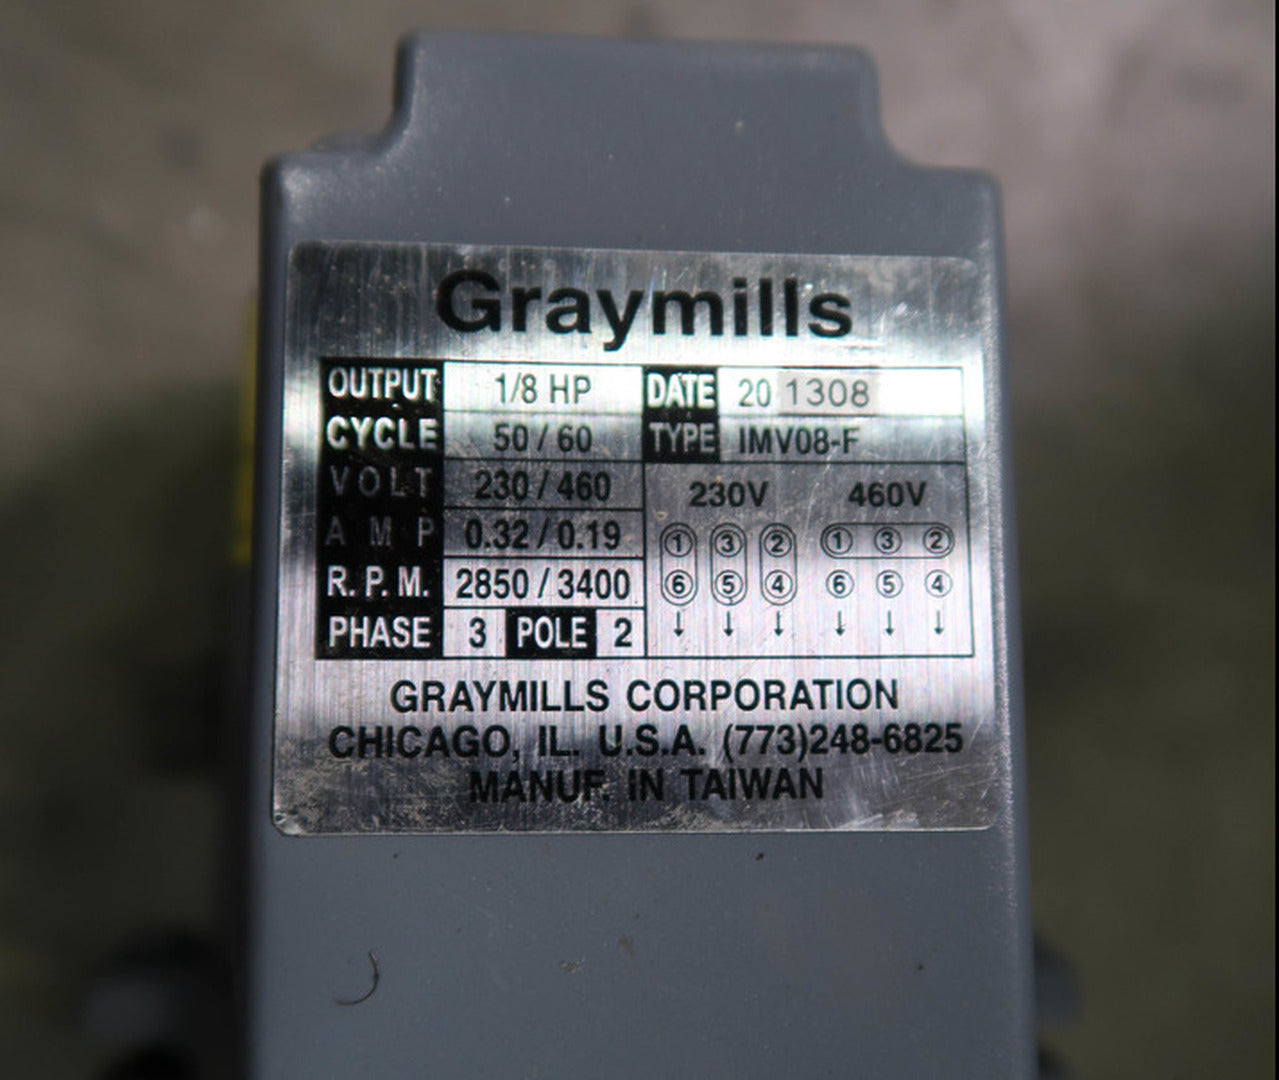 Graymills
OUTPUT 1/8 HP DATE 20 1308
CYCLE 50 / 60 TYPE IMV08-F
VOLT 230 / 460 230V 460V
AMP 0.32 / 0.19 ① ③ ② ① ③ ②
R.P.M. 2850 / 3400 ⑥ ⑤ ④ ⑥ ⑤ ④
PHASE 3 POLE 2 ↓ ↓ ↓ ↓ ↓ ↓
GRAYMILLS CORPORATION
CHICAGO, IL. U.S.A. (773)248-6825
MANUF. IN TAIWAN